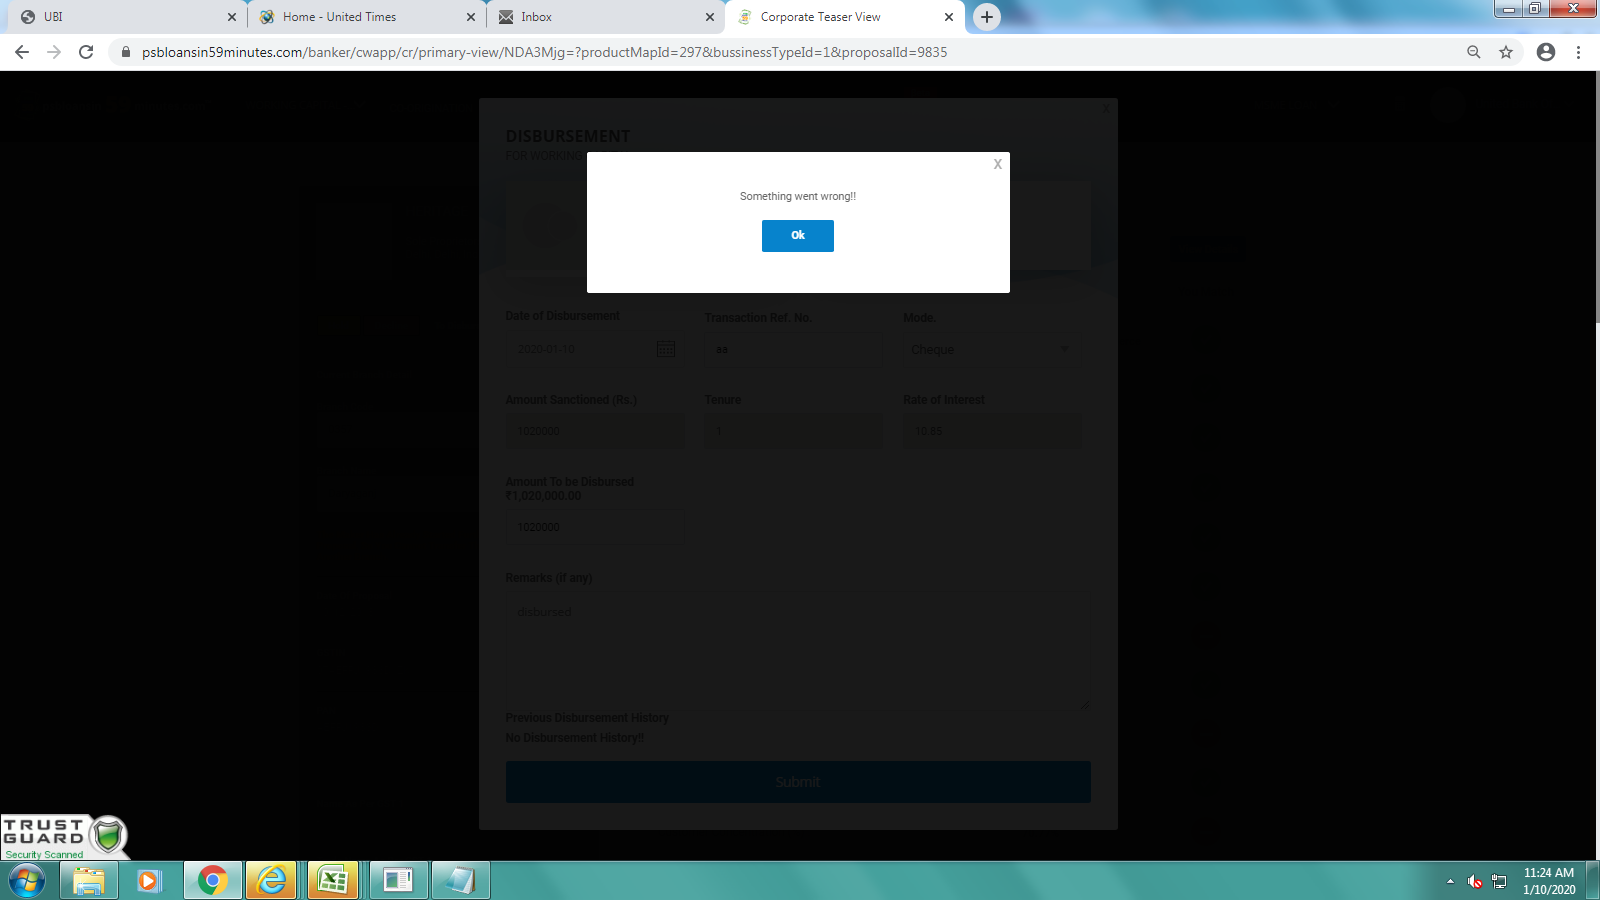 UBI
Home - United Times
Inbox
Corporate Teaser View
psbloansin59minutes.com/banker/cwapp/cr/primary-view/NDA3Mjg=?productMapId=297&bussinessTypeId=1&proposalId=9835
X
DISBURSEMENT
FOR WORKING
X
Something went wrong!!
Ok
Date of Disbursement
Transaction Ref. No.
Mode.
2020-01-10
aa
Cheque
Amount Sanctioned (Rs.)
Tenure
Rate of Interest
1020000
1
10.85
Amount To be Disbursed
₹1,020,000.00
1020000
Remarks (if any)
disbursed
Previous Disbursement History
No Disbursement History!!
Submit
TRUST
GUARD
Security Scanned
11:24 AM
1/10/2020